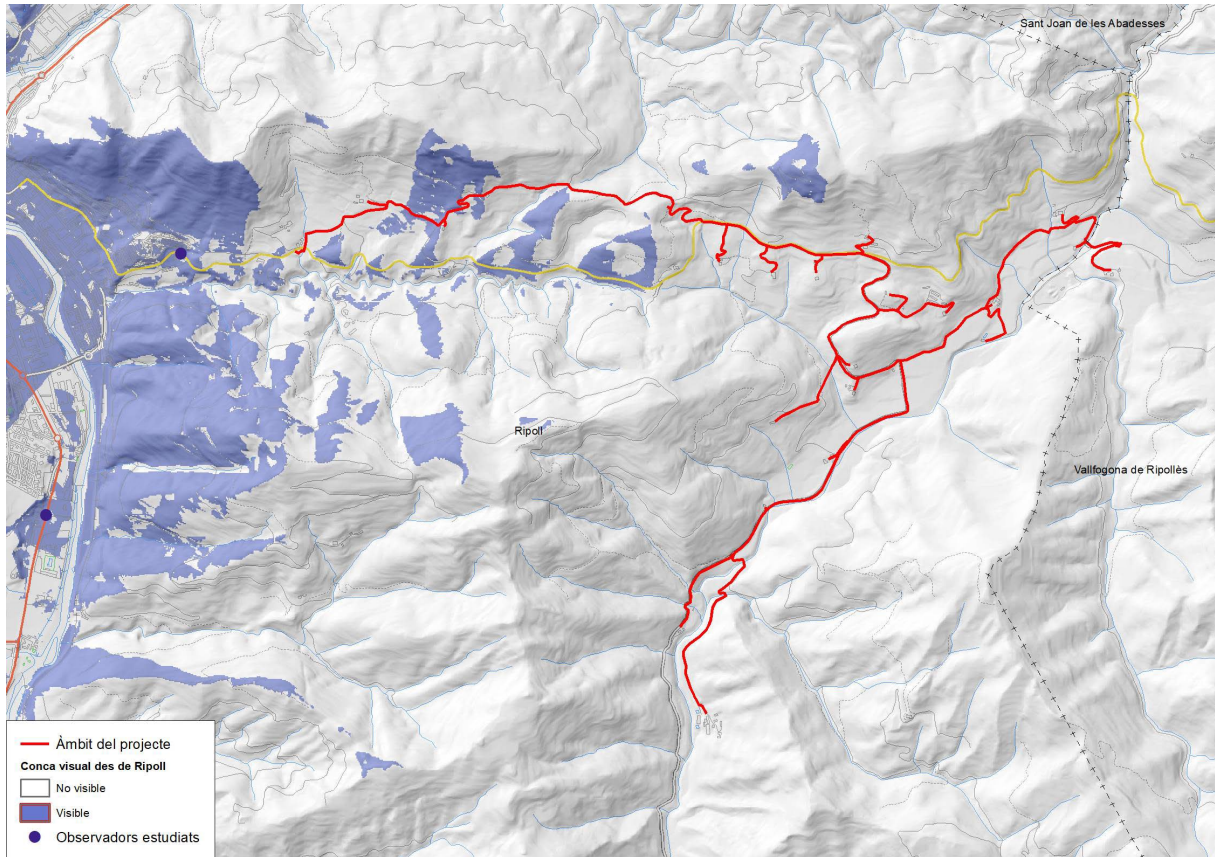 Sant Joan de les Abadesses
Ripoll
Vallfogona de Ripollès
Àmbit del projecte
Conca visual des de Ripoll
No visible
Visible
Observadors estudiats